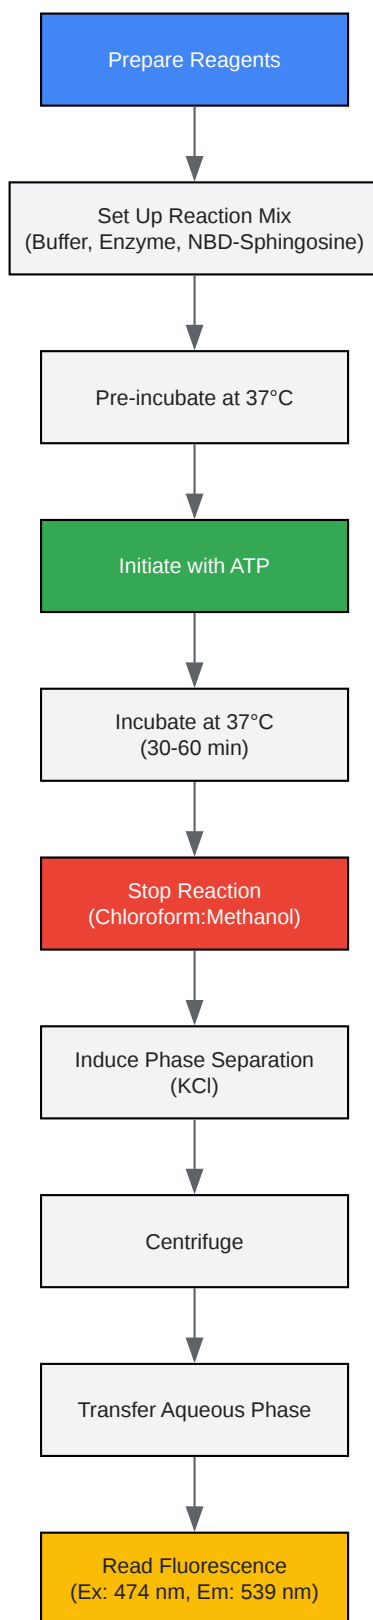 Prepare Reagents
Set Up Reaction Mix
(Buffer, Enzyme, NBD-Sphingosine)
Pre-incubate at 37°C
Initiate with ATP
Incubate at 37°C
(30-60 min)
Stop Reaction
(Chloroform:Methanol)
Induce Phase Separation
(KCl)
Centrifuge
Transfer Aqueous Phase
Read Fluorescence
(Ex: 474 nm, Em: 539 nm)